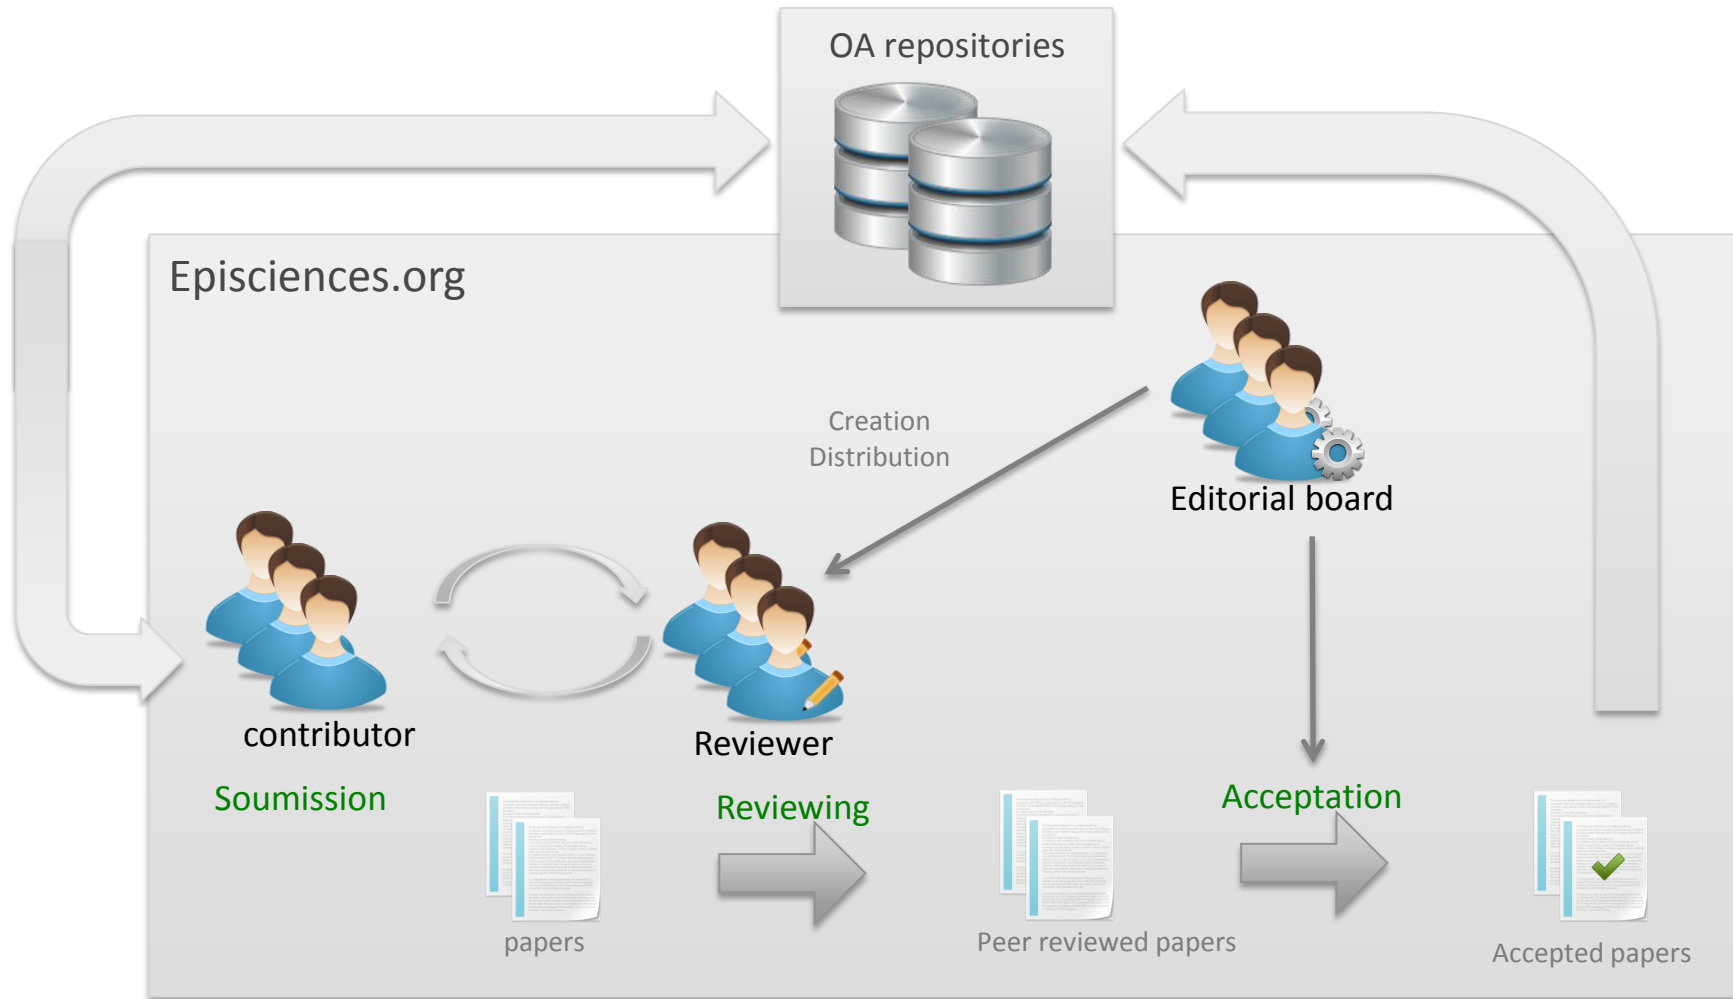 OA repositories
Episciences.org
Creation
Distribution
Editorial board
contributor
Reviewer
Soumission
Reviewing
Acceptation
papers
Peer reviewed papers
Accepted papers